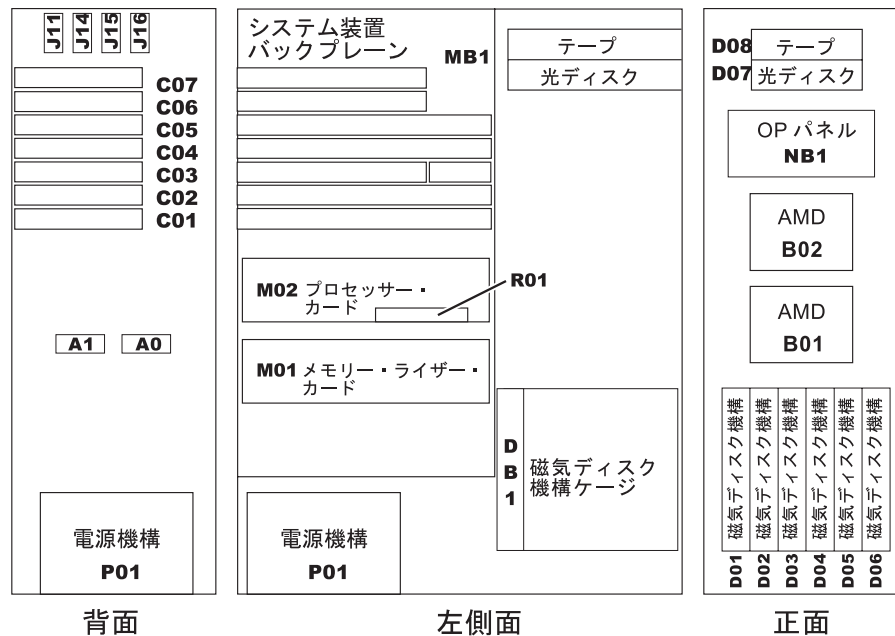 J11
J14
J15
J16
C07
C06
C05
C04
C03
C02
C01
A1
A0
電源機構
P01
背面
システム装置
バックプレーン
MB1
テープ
光ディスク
M02 プロセッサー・
カード
R01
M01 メモリー・ライザー・
カード
DB1
磁気ディスク
機構ケージ
電源機構
P01
左側面
D08 テープ
D07 光ディスク
OP パネル
NB1
AMD
B02
AMD
B01
磁気ディスク機構
磁気ディスク機構
磁気ディスク機構
磁気ディスク機構
磁気ディスク機構
磁気ディスク機構
D01
D02
D03
D04
D05
D06
正面